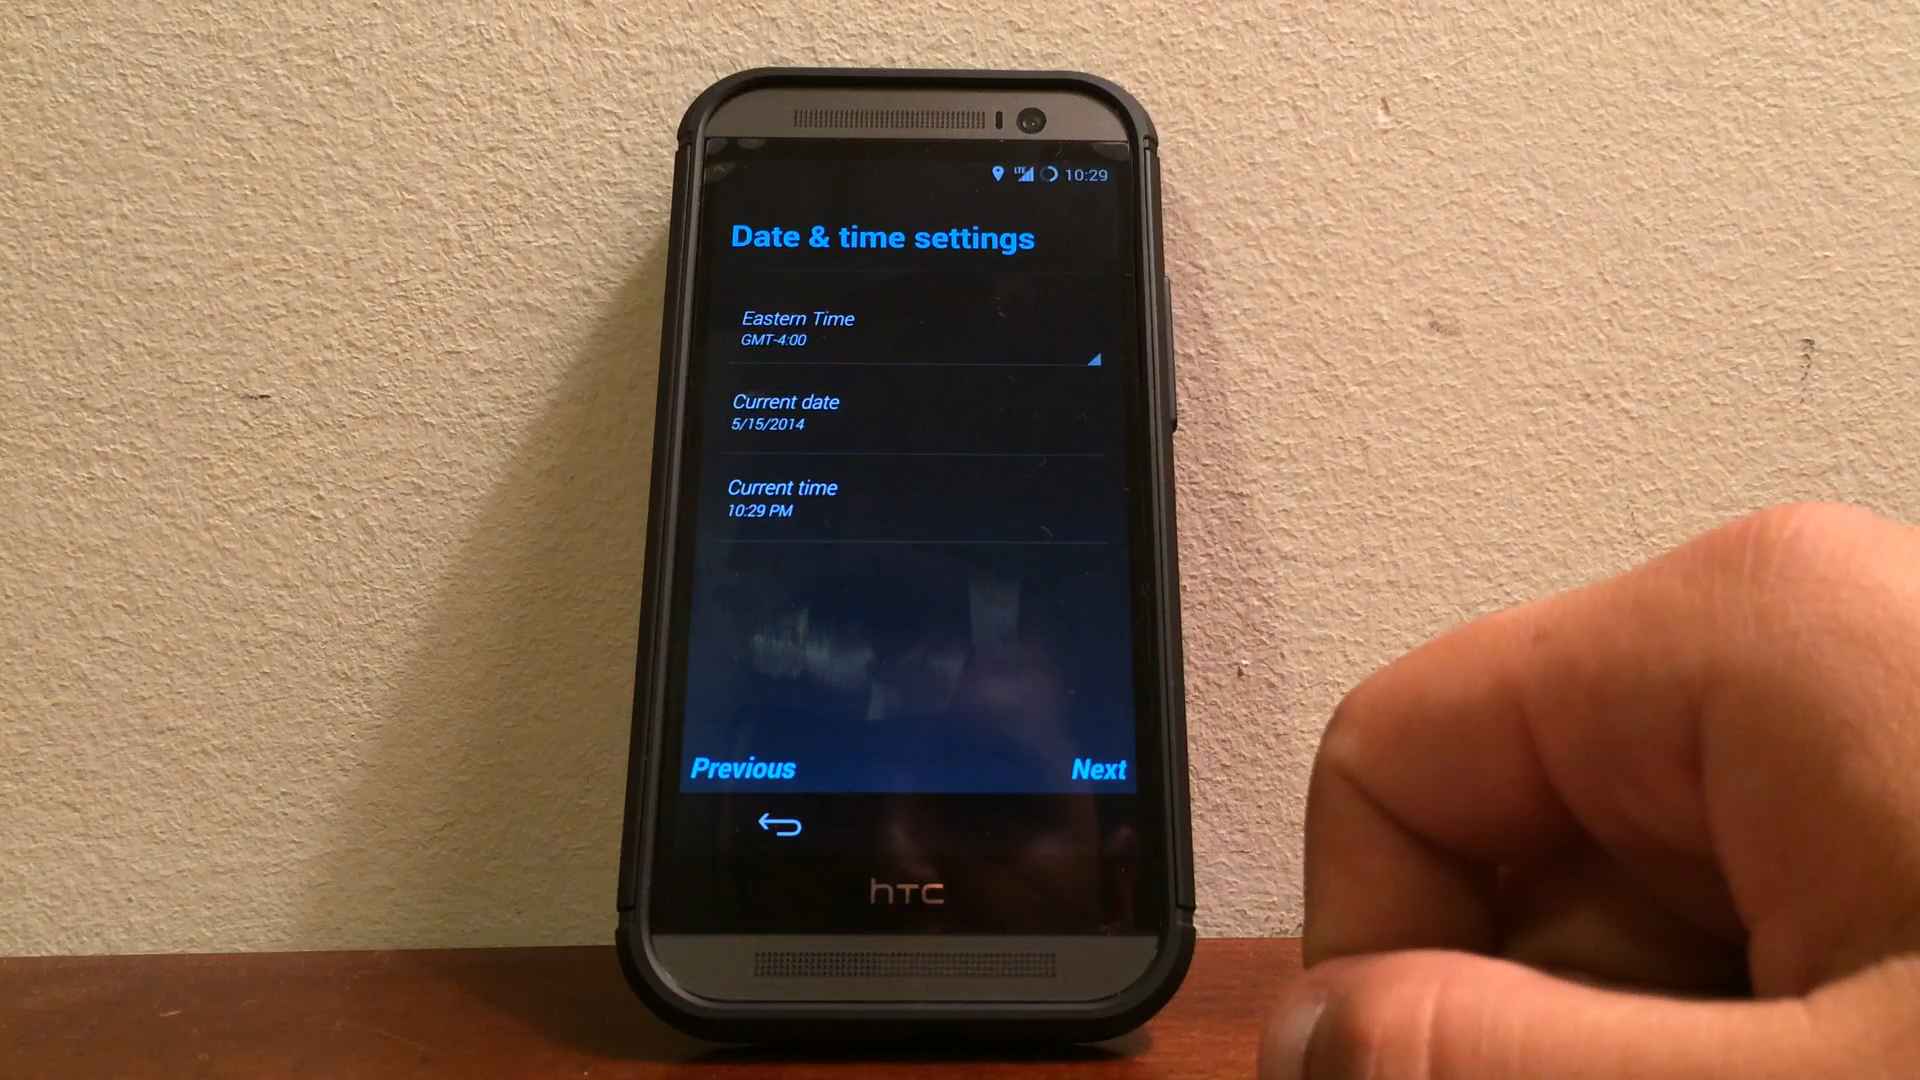 LTE 10:29
Date & time settings
Eastern Time
GMT-4:00
Current date
5/15/2014
Current time
10:29 PM
Previous Next
hTC